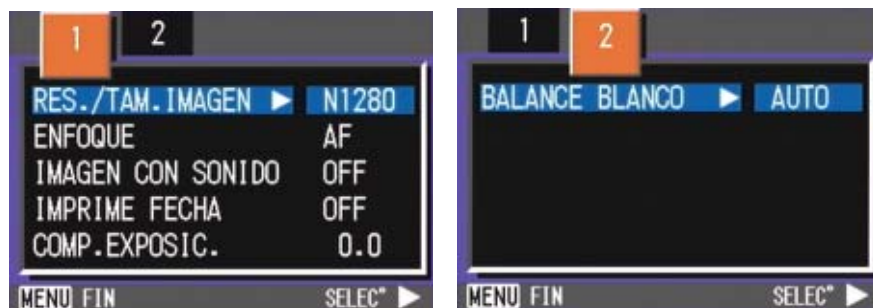 1 2
RES./TAM.IMAGEN ▶ N1280
ENFOQUE AF
IMAGEN CON SONIDO OFF
IMPRIME FECHA OFF
COMP.EXPOSIC. 0.0
MENU FIN SELEC" ▶
1 2
BALANCE BLANCO ▶ AUTO
MENU FIN SELEC" ▶